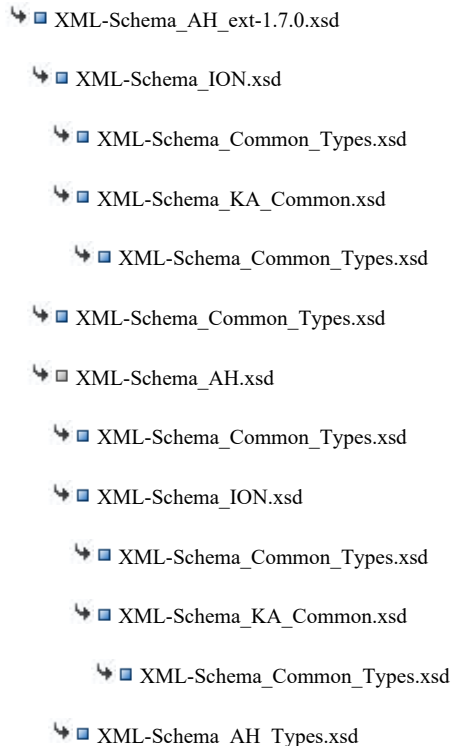 XML-Schema_AH_ext-1.7.0.xsd
XML-Schema_ION.xsd
XML-Schema_Common_Types.xsd
XML-Schema_KA_Common.xsd
XML-Schema_Common_Types.xsd
XML-Schema_Common_Types.xsd
XML-Schema_AH.xsd
XML-Schema_Common_Types.xsd
XML-Schema_ION.xsd
XML-Schema_Common_Types.xsd
XML-Schema_KA_Common.xsd
XML-Schema_Common_Types.xsd
XML-Schema_AH_Types.xsd